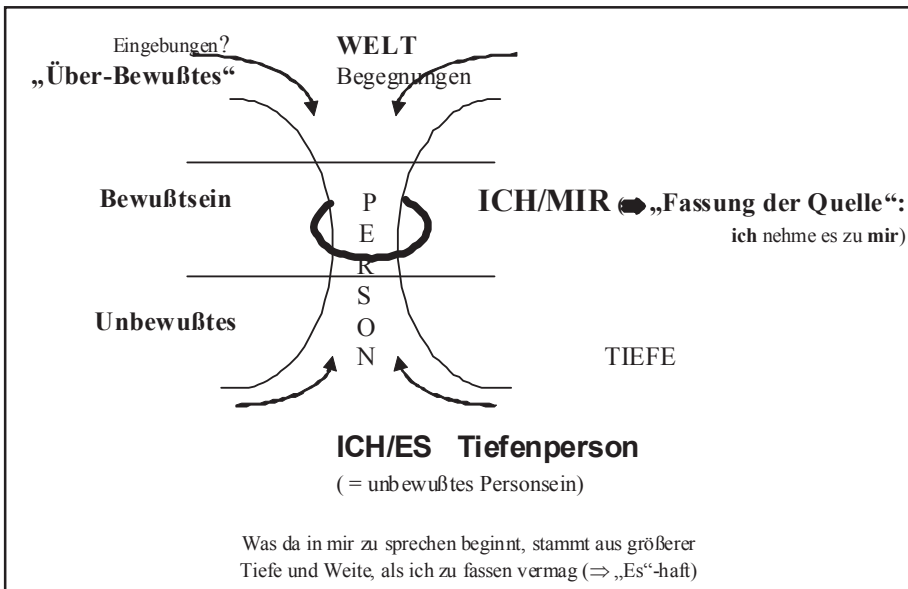 Eingebungen?
„Über-Bewußtes“
WELT
Begegnungen
Bewußtsein
ICH/MIR (➡ „Fassung der Quelle“:
ich nehme es zu mir)
P
E
R
S
O
N
Unbewußtes
TIEFE
ICH/ES Tiefenperson
( = unbewußtes Personsein)
Was da in mir zu sprechen beginnt, stammt aus größerer
Tiefe und Weite, als ich zu fassen vermag (⇒ „Es“-haft)